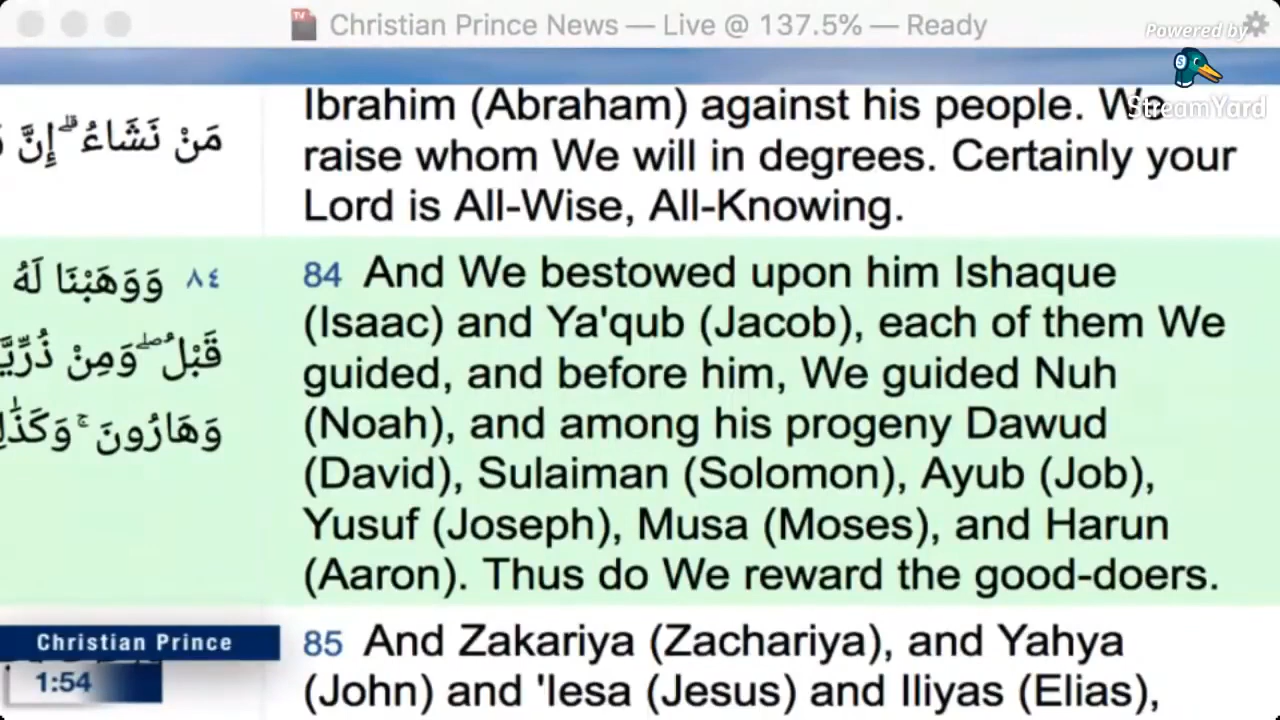 Christian Prince News — Live @ 137.5% — Ready
Powered by
StreamYard
Ibrahim (Abraham) against his people. We
raise whom We will in degrees. Certainly your
Lord is All-Wise, All-Knowing.
مَنْ نَشَاءُ ۗ إِنَّ
84 And We bestowed upon him Ishaque
(Isaac) and Ya'qub (Jacob), each of them We
guided, and before him, We guided Nuh
(Noah), and among his progeny Dawud
(David), Sulaiman (Solomon), Ayub (Job),
Yusuf (Joseph), Musa (Moses), and Harun
(Aaron). Thus do We reward the good-doers.
٨٤ وَوَهَبْنَا لَهُ
قَبْلُ ۖ وَمِنْ
وَهَارُونَ ۚ
85 And Zakariya (Zachariya), and Yahya
(John) and 'Iesa (Jesus) and Iliyas (Elias),
Christian Prince
1:54